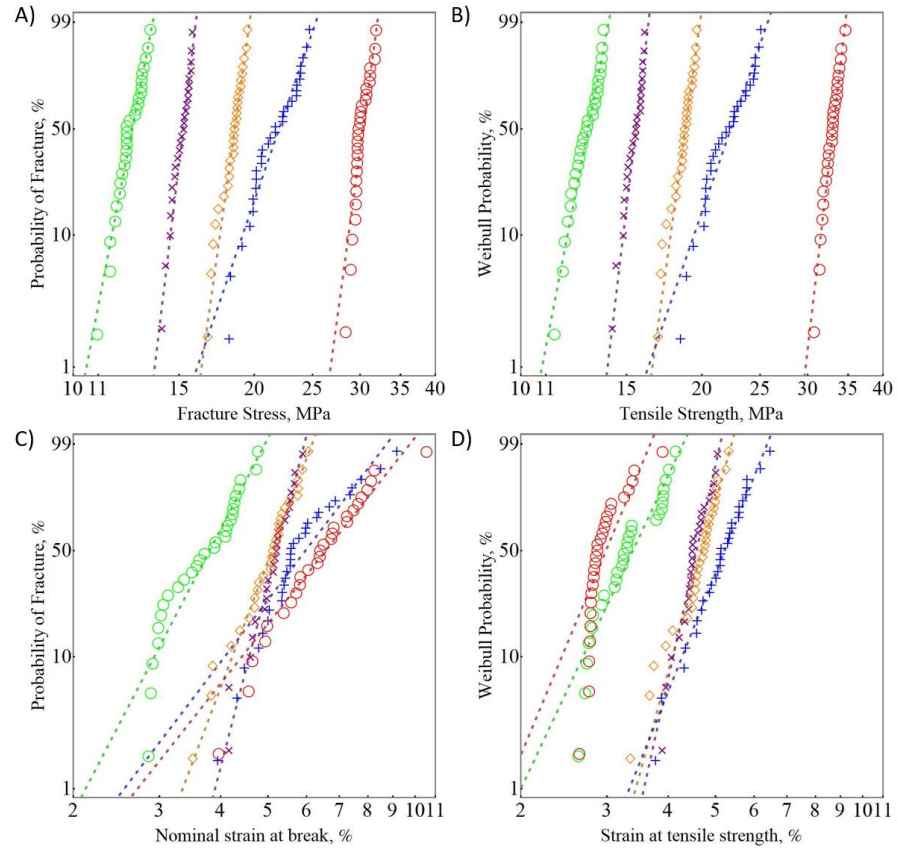 A)
Probability of Fracture, %
99
50
10
1
10 11 15 20 25 30 35 40
Fracture Stress, MPa
B)
Weibull Probability, %
99
50
10
1
10 11 15 20 25 30 35 40
Tensile Strength, MPa
C)
Probability of Fracture, %
99
50
10
1
2 3 4 5 6 7 8 9 10 11
Nominal strain at break, %
D)
Weibull Probability, %
99
50
10
1
2 3 4 5 6 7 8 9 10 11
Strain at tensile strength, %